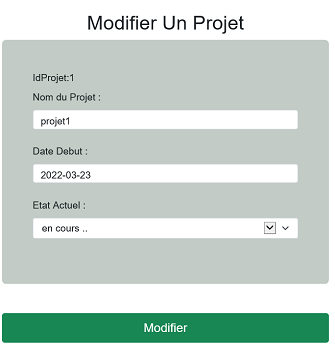 Modifier Un Projet
IdProjet:1
Nom du Projet :
projet1
Date Debut :
2022-03-23
Etat Actuel :
en cours ..
Modifier